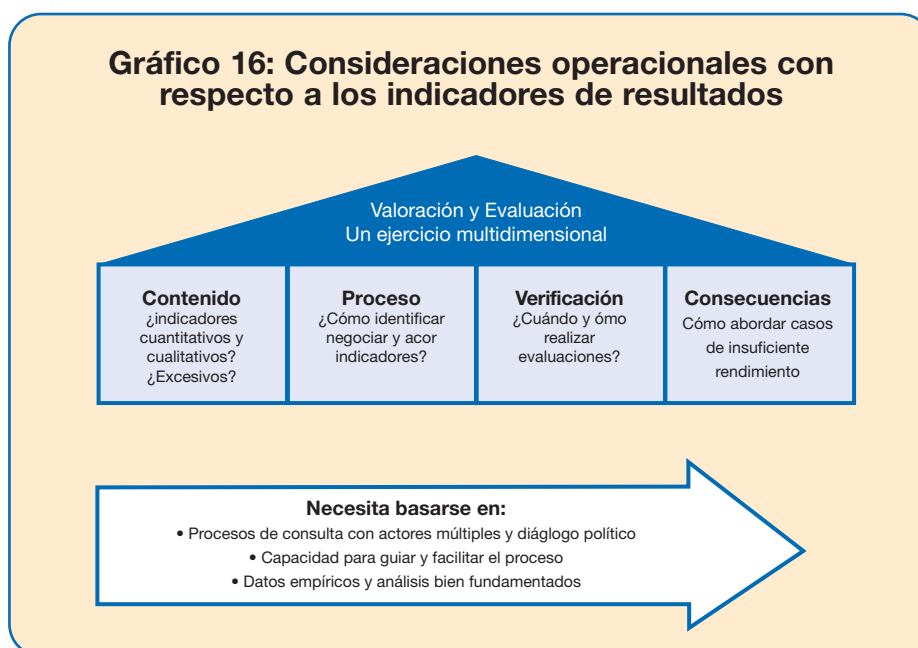 Gráfico 16: Consideraciones operacionales con
respecto a los indicadores de resultados
Valoración y Evaluación
Un ejercicio multidimensional
Contenido
¿indicadores
cuantitativos y
cualitativos?
¿Excesivos?
Proceso
¿Cómo identificar
negociar y acor
indicadores?
Verificación
¿Cuándo y ómo
realizar
evaluaciones?
Consecuencias
Cómo abordar casos
de insuficiente
rendimiento
Necesita basarse en:
• Procesos de consulta con actores múltiples y diáglogo político
• Capacidad para guiar y facilitar el proceso
• Datos empíricos y análisis bien fundamentados